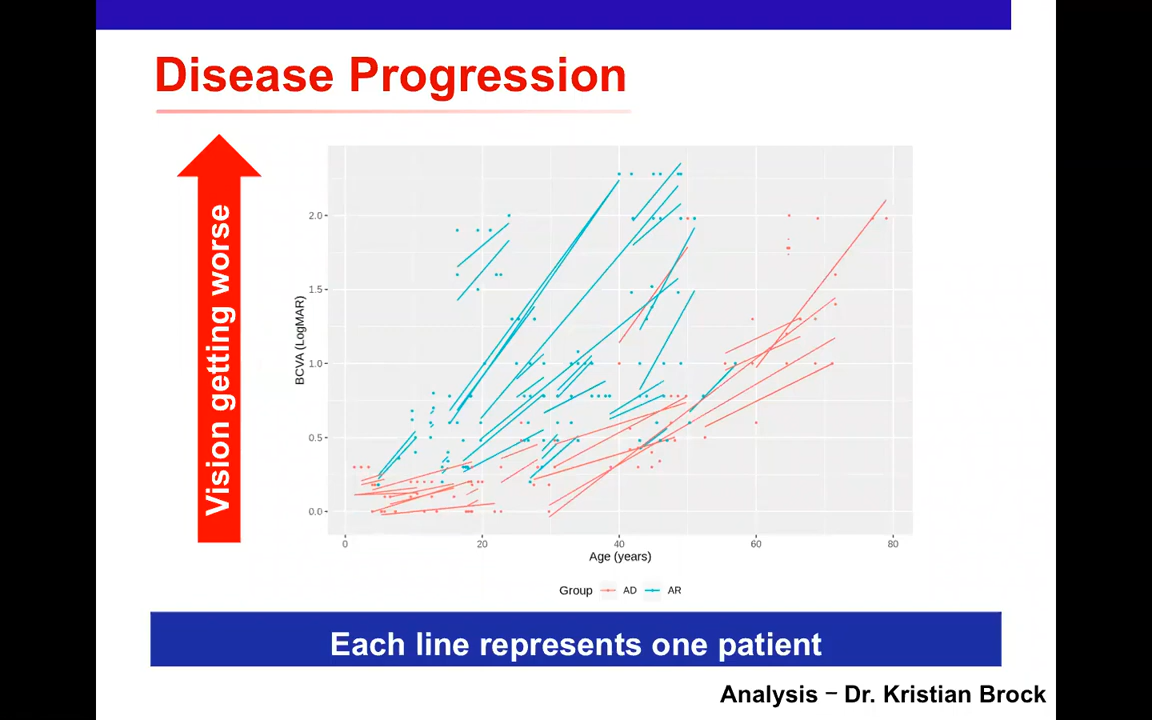 Disease Progression
Vision getting worse
BCVA (LogMAR)
2.0
1.5
1.0
0.5
0.0
0 20 40 60 80
Age (years)
Group AD AR
Each line represents one patient
Analysis – Dr. Kristian Brock